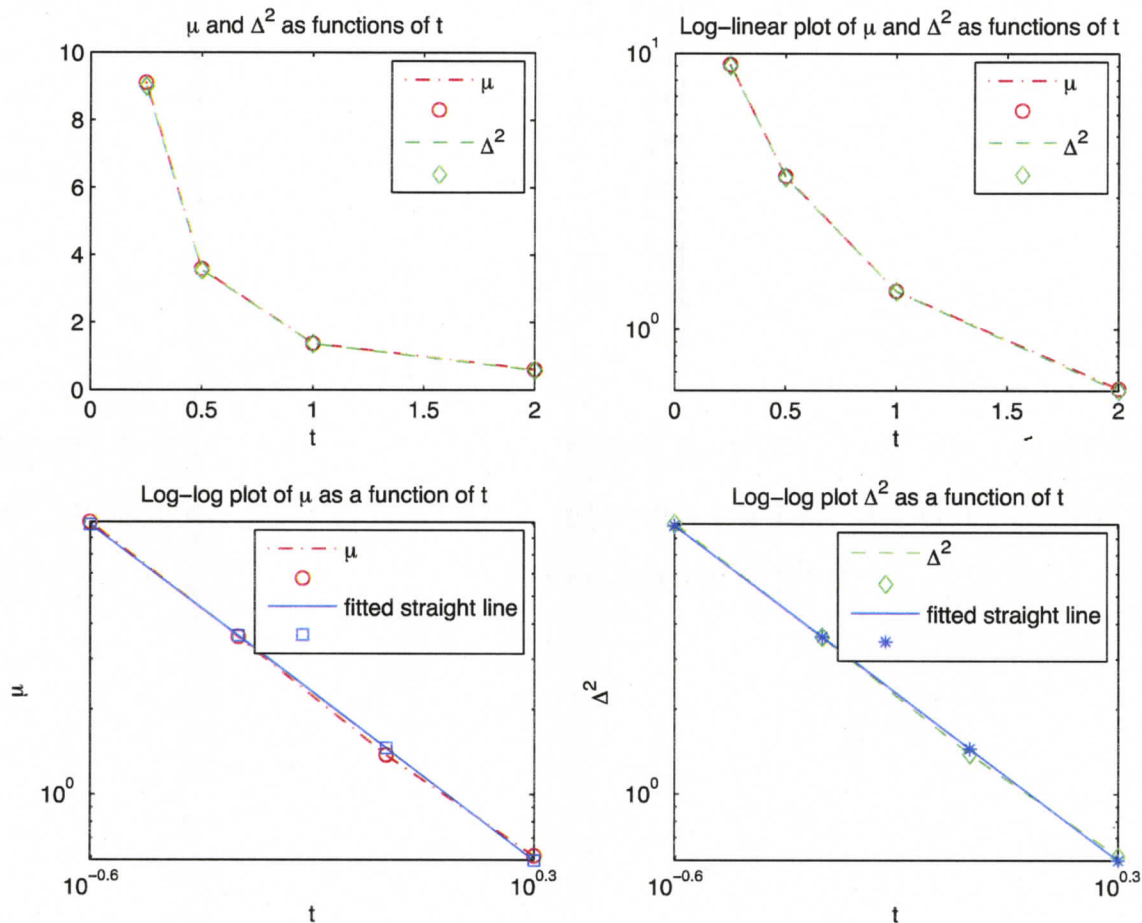 μ and Δ² as functions of t
10
8
6
4
2
0
0
0.5
1
1.5
2
t
μ
Δ²
Log–linear plot of μ and Δ² as functions of t
10¹
10⁰
0
0.5
1
1.5
2
t
μ
Δ²
Log–log plot of μ as a function of t
μ
10⁰
10⁻⁰·⁶
10⁰·³
t
μ
fitted straight line
Log–log plot Δ² as a function of t
Δ²
10⁰
10⁻⁰·⁶
10⁰·³
t
Δ²
fitted straight line